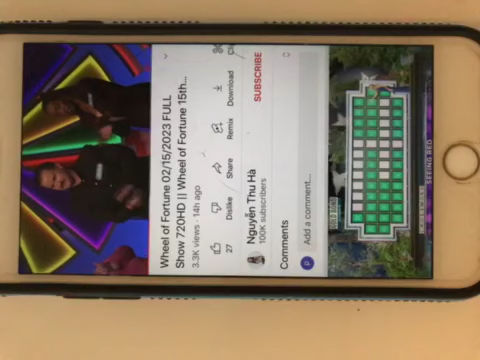 Wheel of Fortune 02/15/2023 FULL
Show 720HD || Wheel of Fortune 15th...
3.3K views · 14h ago
27
Dislike
Share
Remix
Download
Nguyễn Thu Hà
100K subscribers
SUBSCRIBE
Comments
Add a comment...
SEEING RED